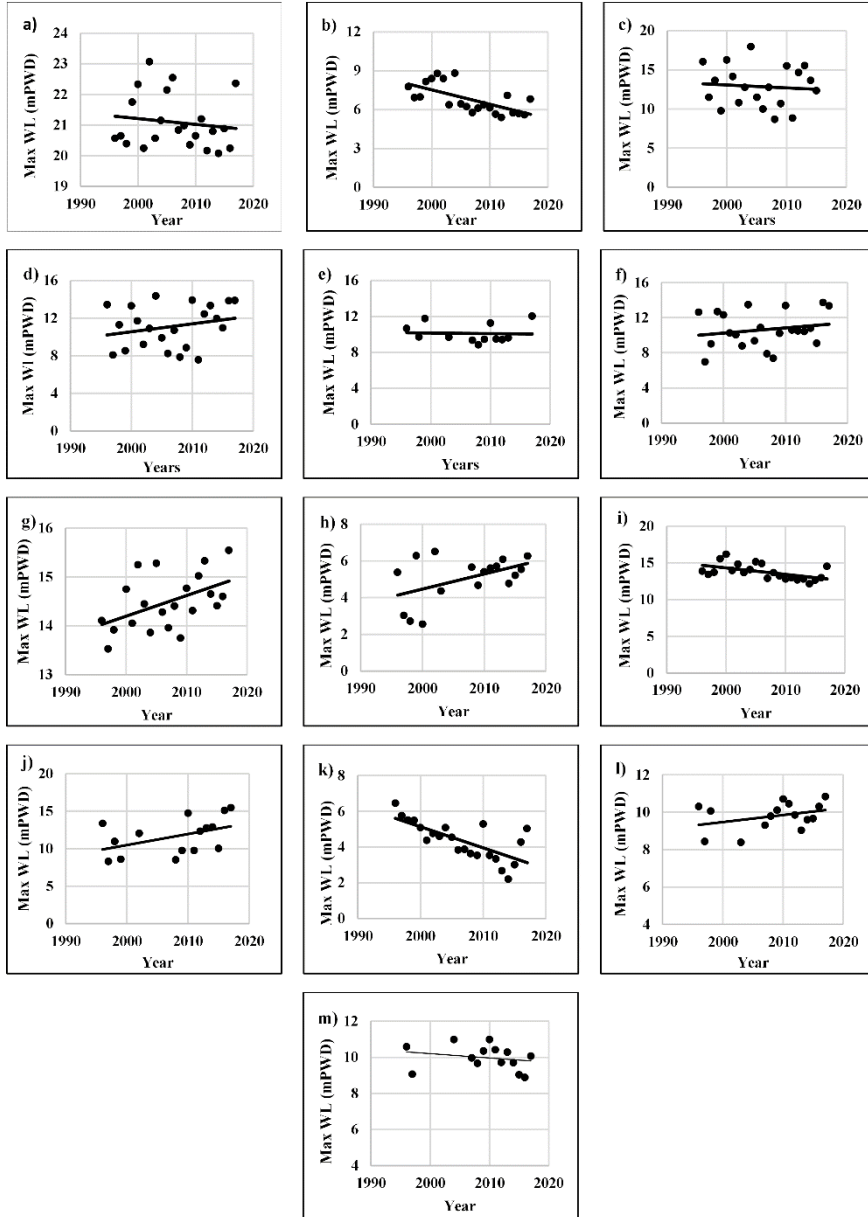 a)
24
23
22
21
20
19
1990 2000 2010 2020
Max WL (mPWD)
Year
b)
12
9
6
3
0
1990 2000 2010 2020
Max WL (mPWD)
Year
c)
20
15
10
5
0
1990 2000 2010 2020
Max WL (mPWD)
Years
d)
16
12
8
4
0
1990 2000 2010 2020
Max Wl (mPWD)
Years
e)
16
12
8
4
0
1990 2000 2010 2020
Max WL (mPWD)
Years
f)
16
12
8
4
0
1990 2000 2010 2020
Max WL (mPWD)
Year
g)
16
15
14
13
1990 2000 2010 2020
Max WL (mPWD)
Year
h)
8
6
4
2
0
1990 2000 2010 2020
Max WL (mPWD)
Year
i)
20
15
10
5
0
1990 2000 2010 2020
Max WL (mPWD)
Year
j)
20
15
10
5
0
1990 2000 2010 2020
Max WL (mPWD)
Year
k)
8
6
4
2
0
1990 2000 2010 2020
Max WL (mPWD)
Year
l)
12
10
8
6
4
1990 2000 2010 2020
Max WL (mPWD)
Year
m)
12
10
8
6
4
1990 2000 2010 2020
Max WL (mPWD)
Year